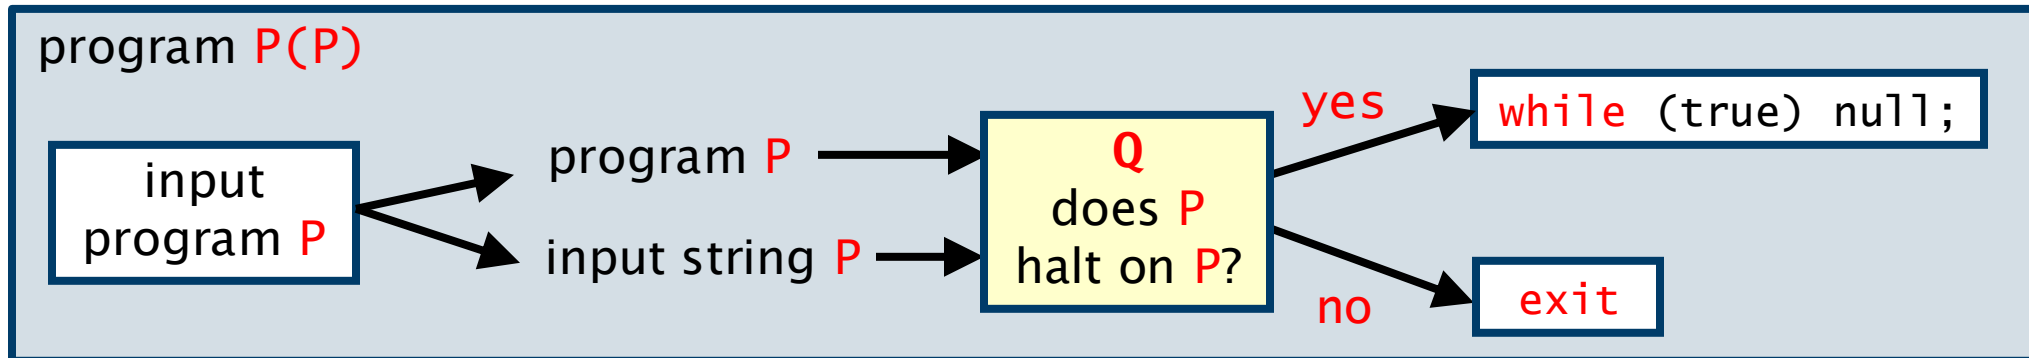 program P(P)
input
program P
program P
input string P
Q
does P
halt on P?
yes
no
while (true) null;
exit